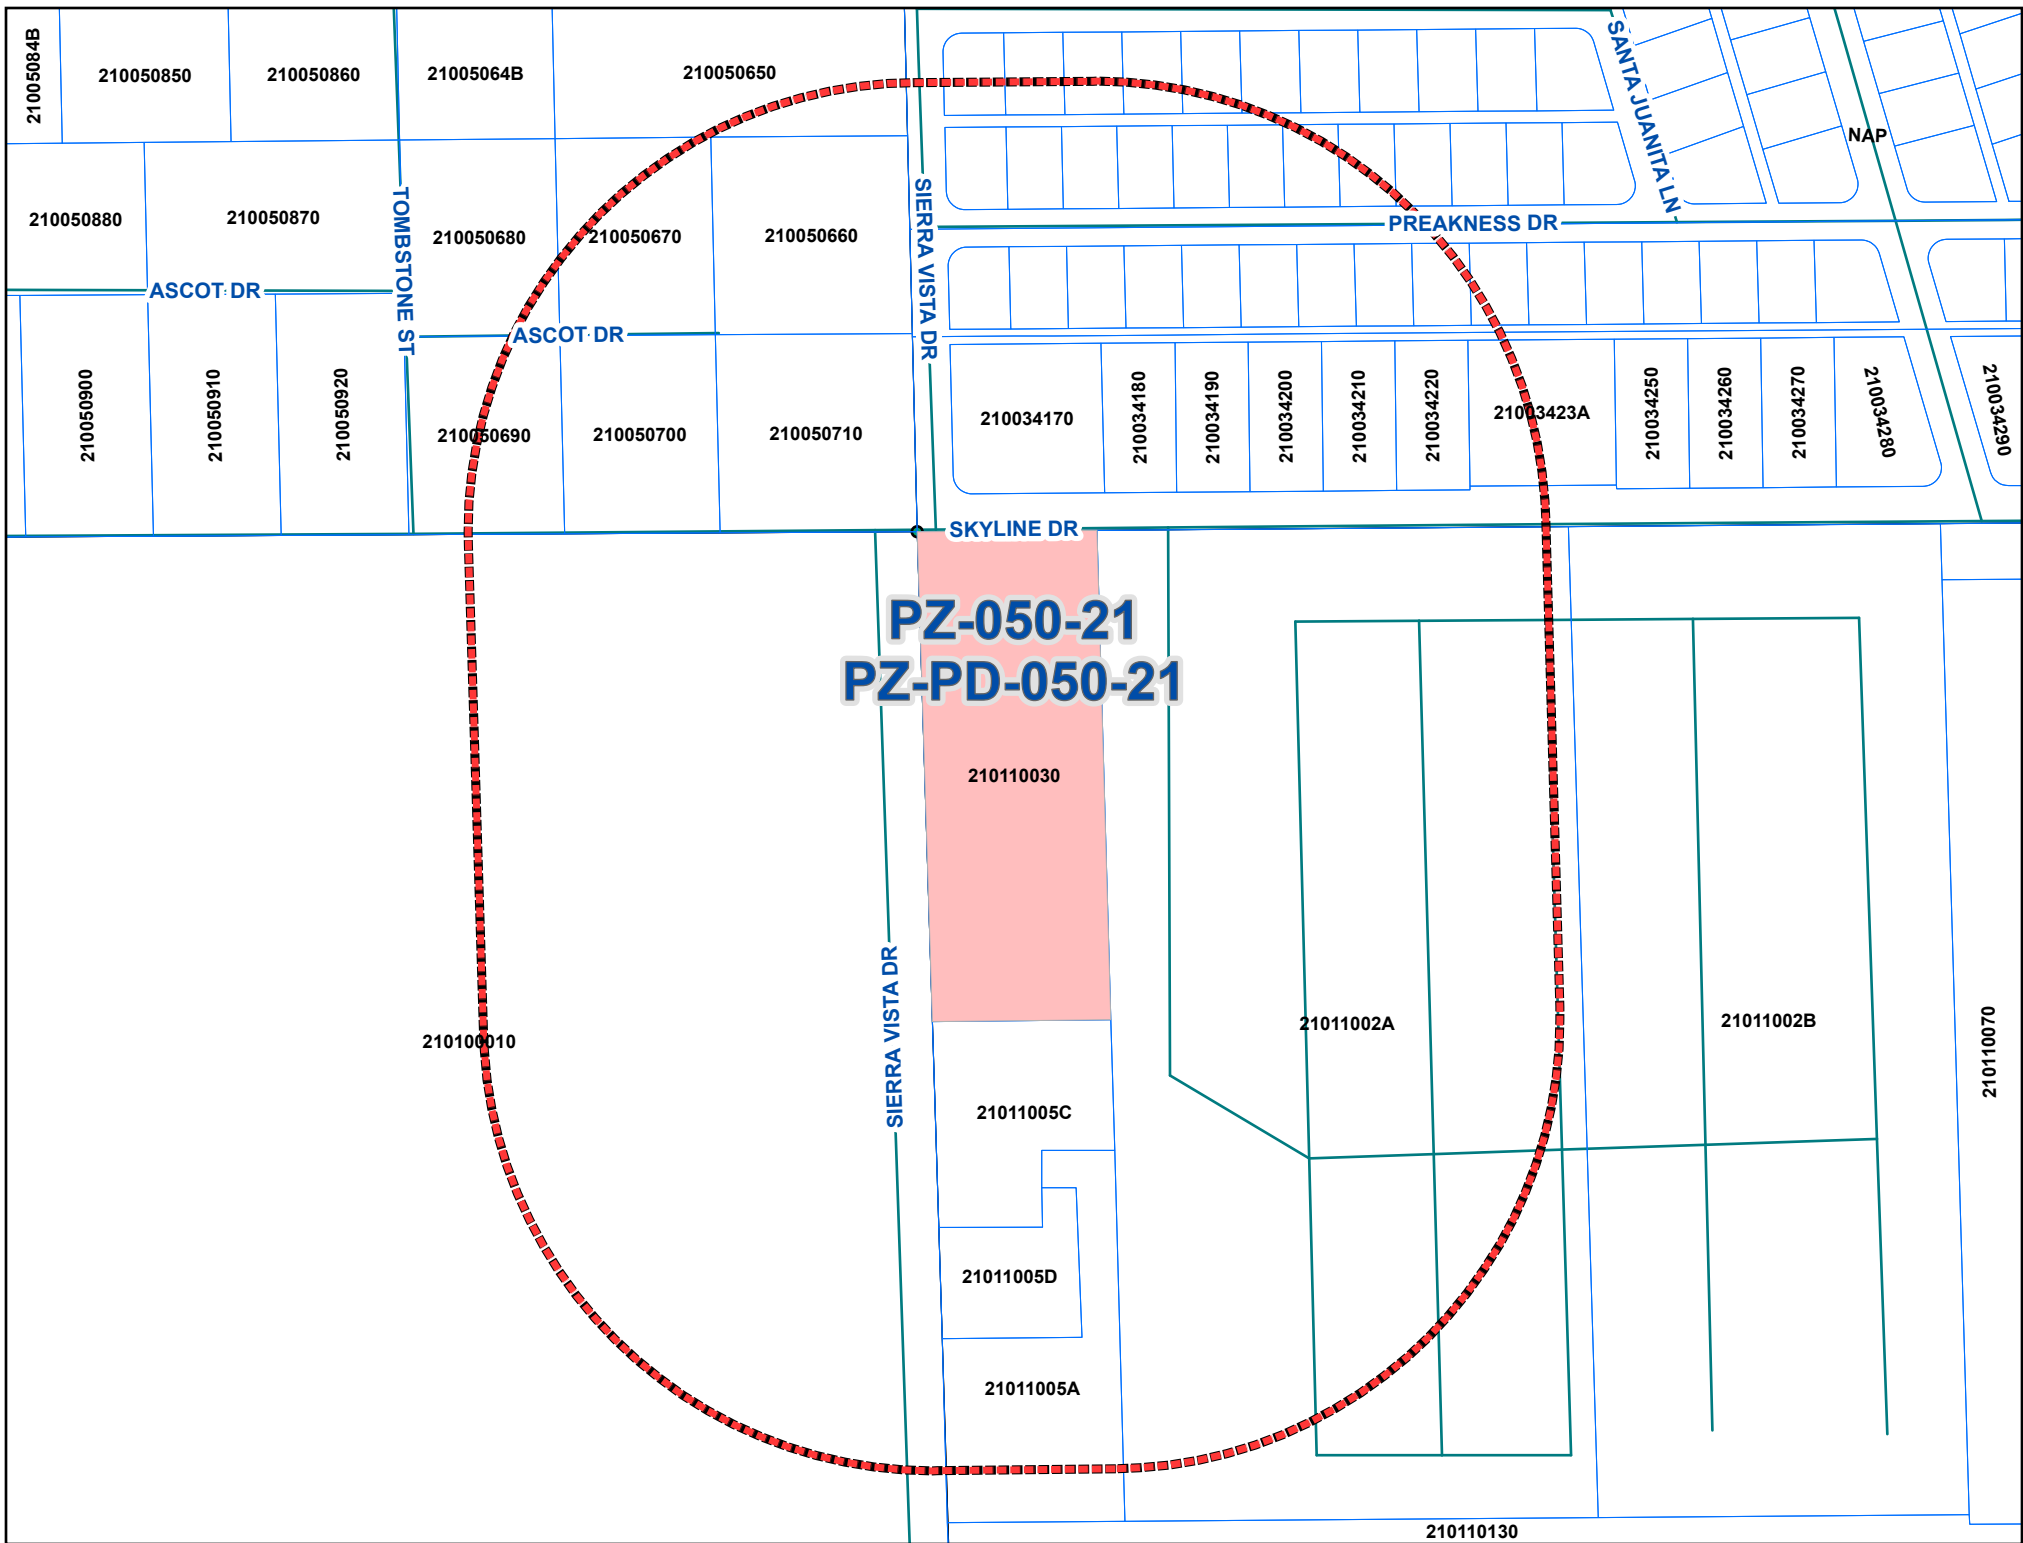 21005084B
210050850
210050860
21005064B
210050650
SANTA JUANITA LN
NAP
210050880
210050870
TOMBSTONE ST
210050680
210050670
210050660
SIERRA VISTA DR
PREAKNESS DR
ASCOT DR
ASCOT DR
210050900
210050910
210050920
210050690
210050700
210050710
210034170
210034180
210034190
210034200
210034210
210034220
21003423A
210034250
210034260
210034270
210034280
210034290
SKYLINE DR
PZ-050-21
PZ-PD-050-21
210110030
210100010
SIERRA VISTA DR
21011002A
21011002B
210110070
21011005C
21011005D
21011005A
210110130